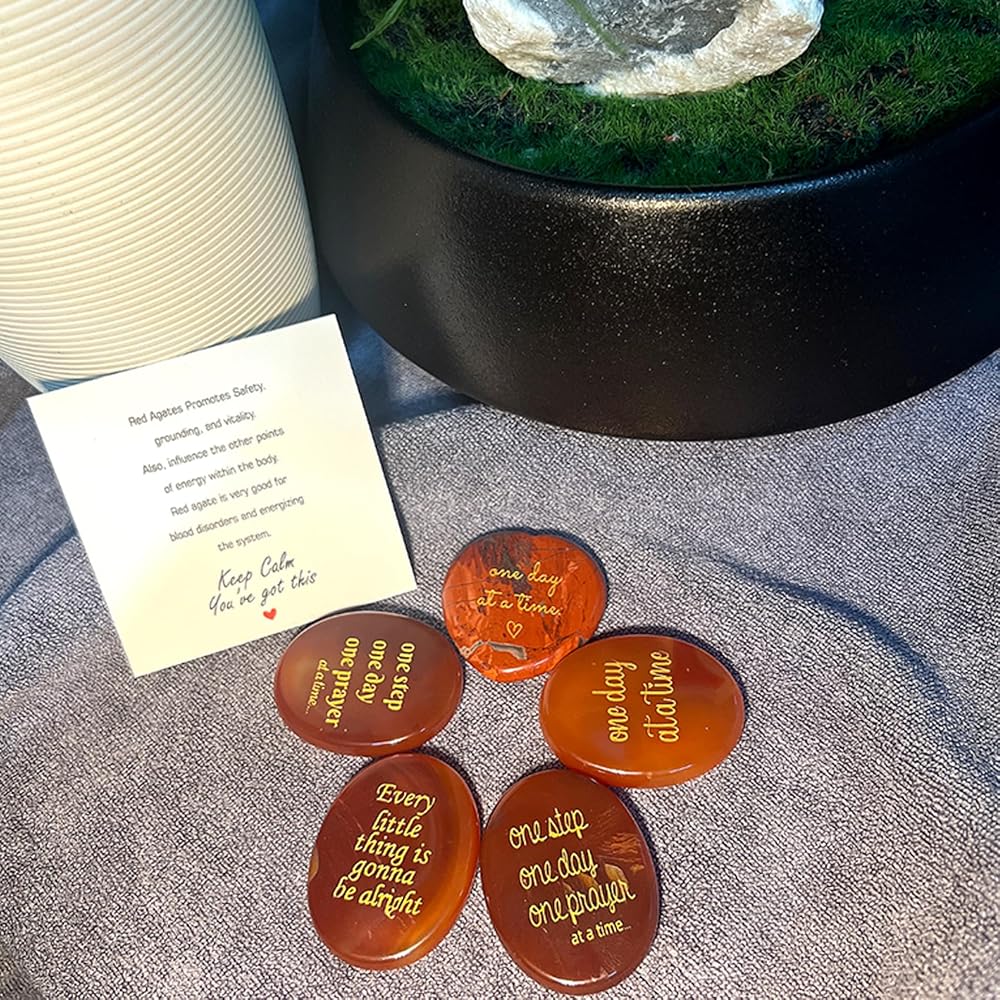 Red Agates Promotes Safety,
grounding, and vitality.
Also, influence the other points
of energy within the body.
Red agate is very good for
blood disorders and energizing
the system.
Keep Calm
You've got this
one day
at a time.
one step
one day
one prayer
at a time...
one day
at a time
Every
little
thing is
gonna
be alright
one step
one day
one prayer
at a time...